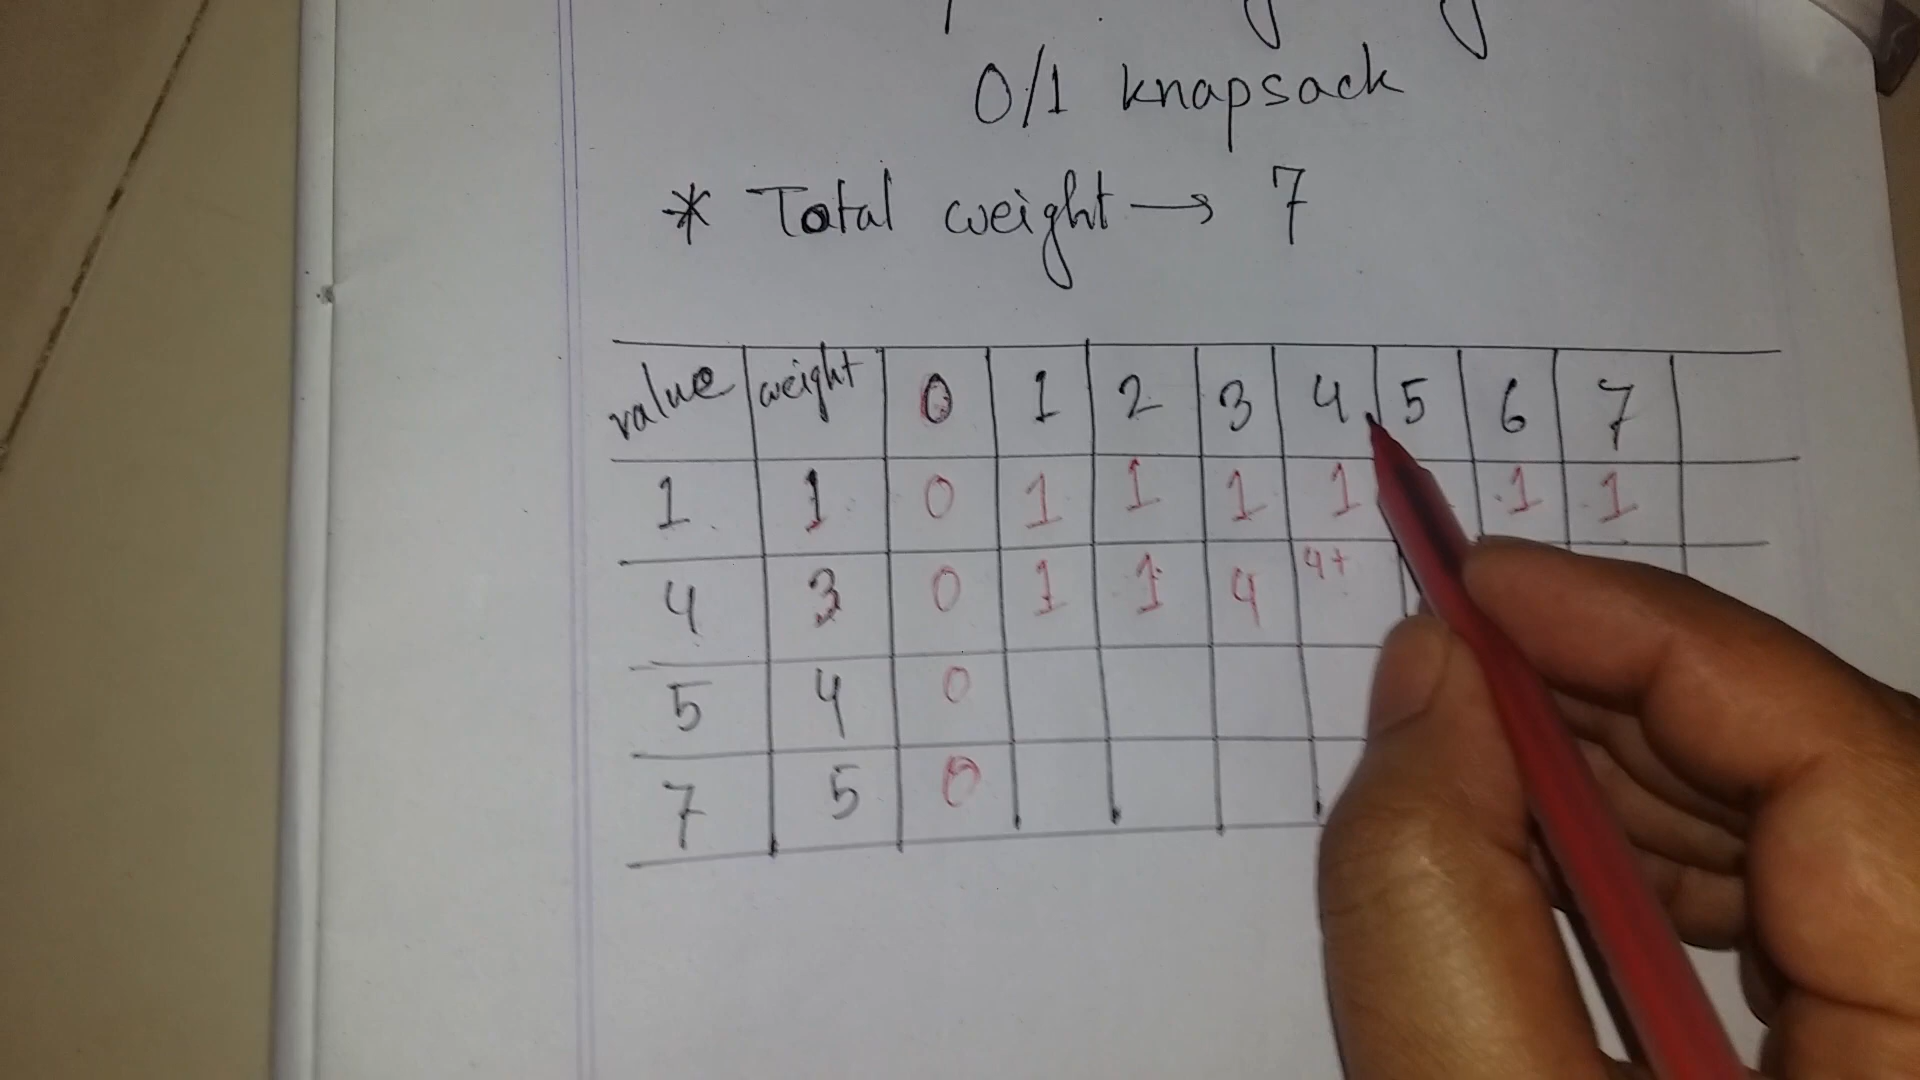 0/1 knapsack
* Total weight → 7
value weight 0 1 2 3 4 5 6 7
1 1 0 1 1 1 1 1 1
4 3 0 1 1 4 4+
5 4 0
7 5 0